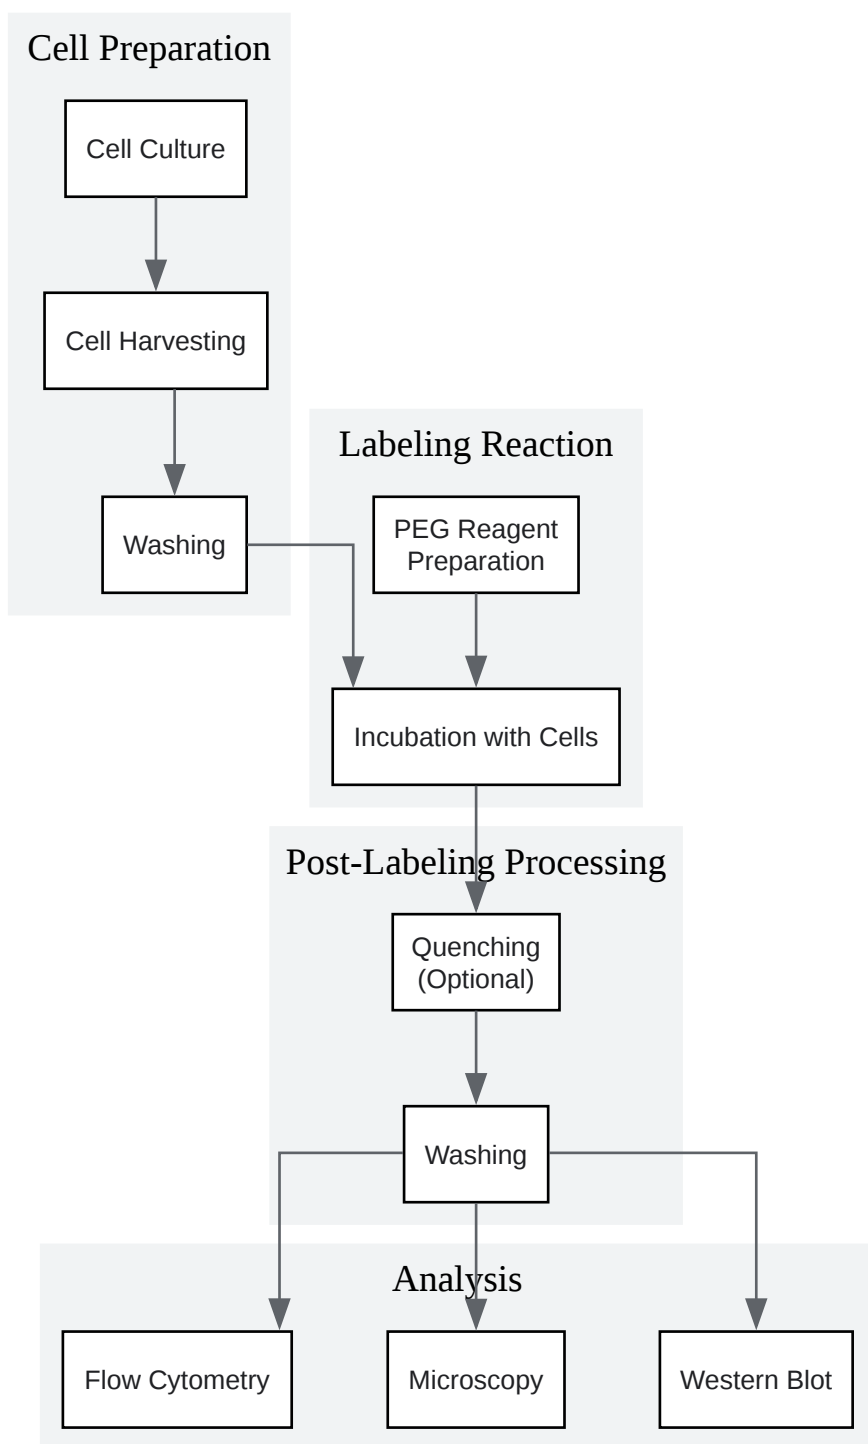 Cell Preparation
Cell Culture
Cell Harvesting
Washing
Labeling Reaction
PEG Reagent
Preparation
Incubation with Cells
Post-Labeling Processing
Quenching
(Optional)
Washing
Analysis
Flow Cytometry
Microscopy
Western Blot